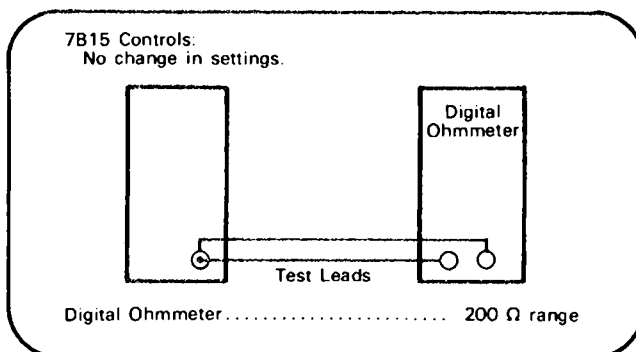 7B15 Controls:
No change in settings.
Digital
Ohmmeter
Test Leads
Digital Ohmmeter ...................... 200 Ω range